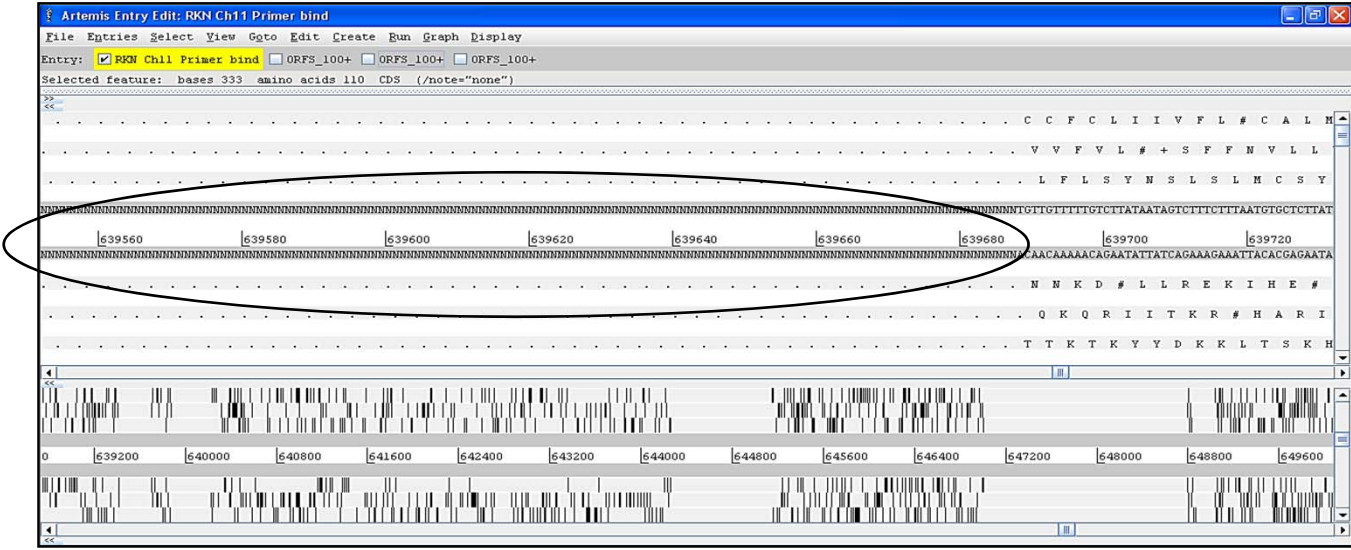 Artemis Entry Edit: RKN Ch11 Primer bind
File Entries Select View Goto Edit Create Run Graph Display
Entry: RKN Ch11 Primer bind ORFS_100+ ORFS_100+ ORFS_100+
Selected feature: bases 333 amino acids 110 CDS (/note="none")
>>
<<
C C F C L I I V F L # C A L M
V V F V L # + S F F N V L L
L F L S Y N S L S L M C S Y
NNNNNNNNNNNNNNNNNNNNNNNNNNNNNNNNNNNNNNNNNNNNNNNNNNNNNNNNNNNNNNNNNNNNNNNNNNNNNNNNNNNNNNNNNNNNNNNNNNNNNNNNNNNNNNNNNNNNNNNNNNNNNNNNNNNNNNNNTGTTGTTTTTGTCTTATAATAGTCTTTCTTTAATGTGCTCTTAT
639560 639580 639600 639620 639640 639660 639680 639700 639720
NNNNNNNNNNNNNNNNNNNNNNNNNNNNNNNNNNNNNNNNNNNNNNNNNNNNNNNNNNNNNNNNNNNNNNNNNNNNNNNNNNNNNNNNNNNNNNNNNNNNNNNNNNNNNNNNNNNNNNNNNNNNNNNNNNNNNNNNACAACAAAAACAGAATATTATCAGAAAGAAATTACACGAGAATA
N N K D # L L R E K I H E #
Q K Q R I I T K R # H A R I
T T K T K Y Y D K K L T S K H
<<
0 639200 640000 640800 641600 642400 643200 644000 644800 645600 646400 647200 648000 648800 649600
<<